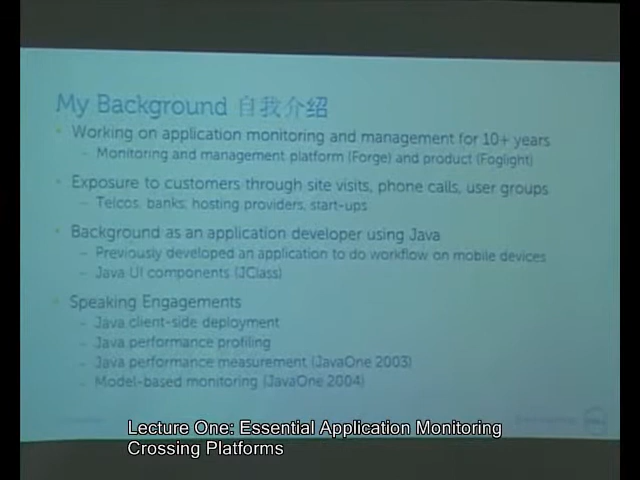 My Background 自我介绍
Working on application monitoring and management for 10+ years
– Monitoring and management platform (Forge) and product (Foglight)
Exposure to customers through site visits, phone calls, user groups
– Telcos, banks, hosting providers, start-ups
Background as an application developer using Java
– Previously developed an application to do workflow on mobile devices
– Java UI components (JClass)
Speaking Engagements
– Java client-side deployment
– Java performance profiling
– Java performance measurement (JavaOne 2003)
– Model-based monitoring (JavaOne 2004)
Lecture One: Essential Application Monitoring
Crossing Platforms